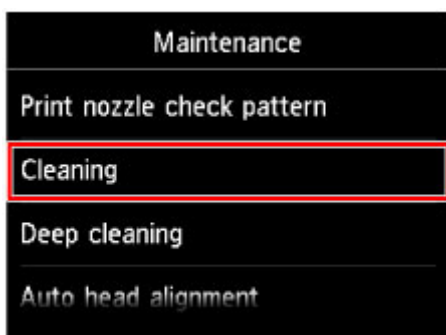 Maintenance
Print nozzle check pattern
Cleaning
Deep cleaning
Auto head alignment